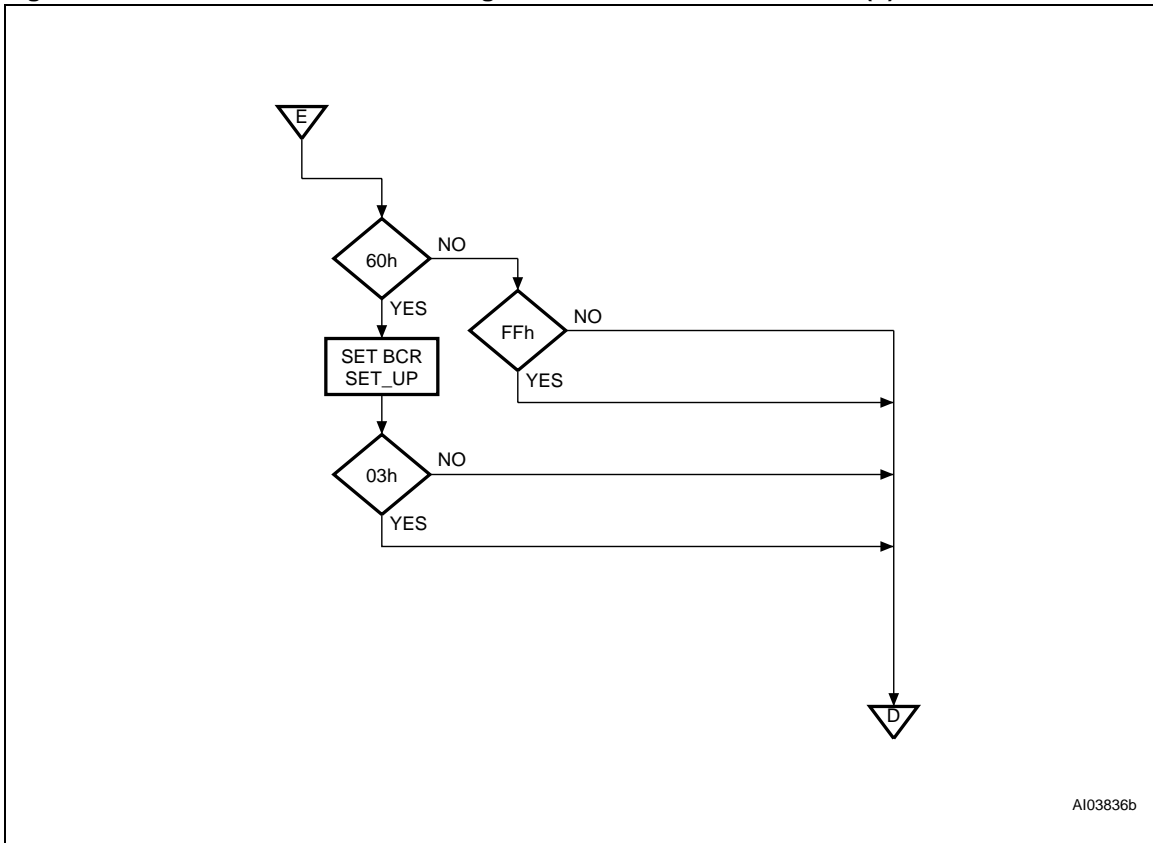 E
60h
NO
YES
FFh
NO
YES
SET BCR
SET_UP
03h
NO
YES
D
AI03836b